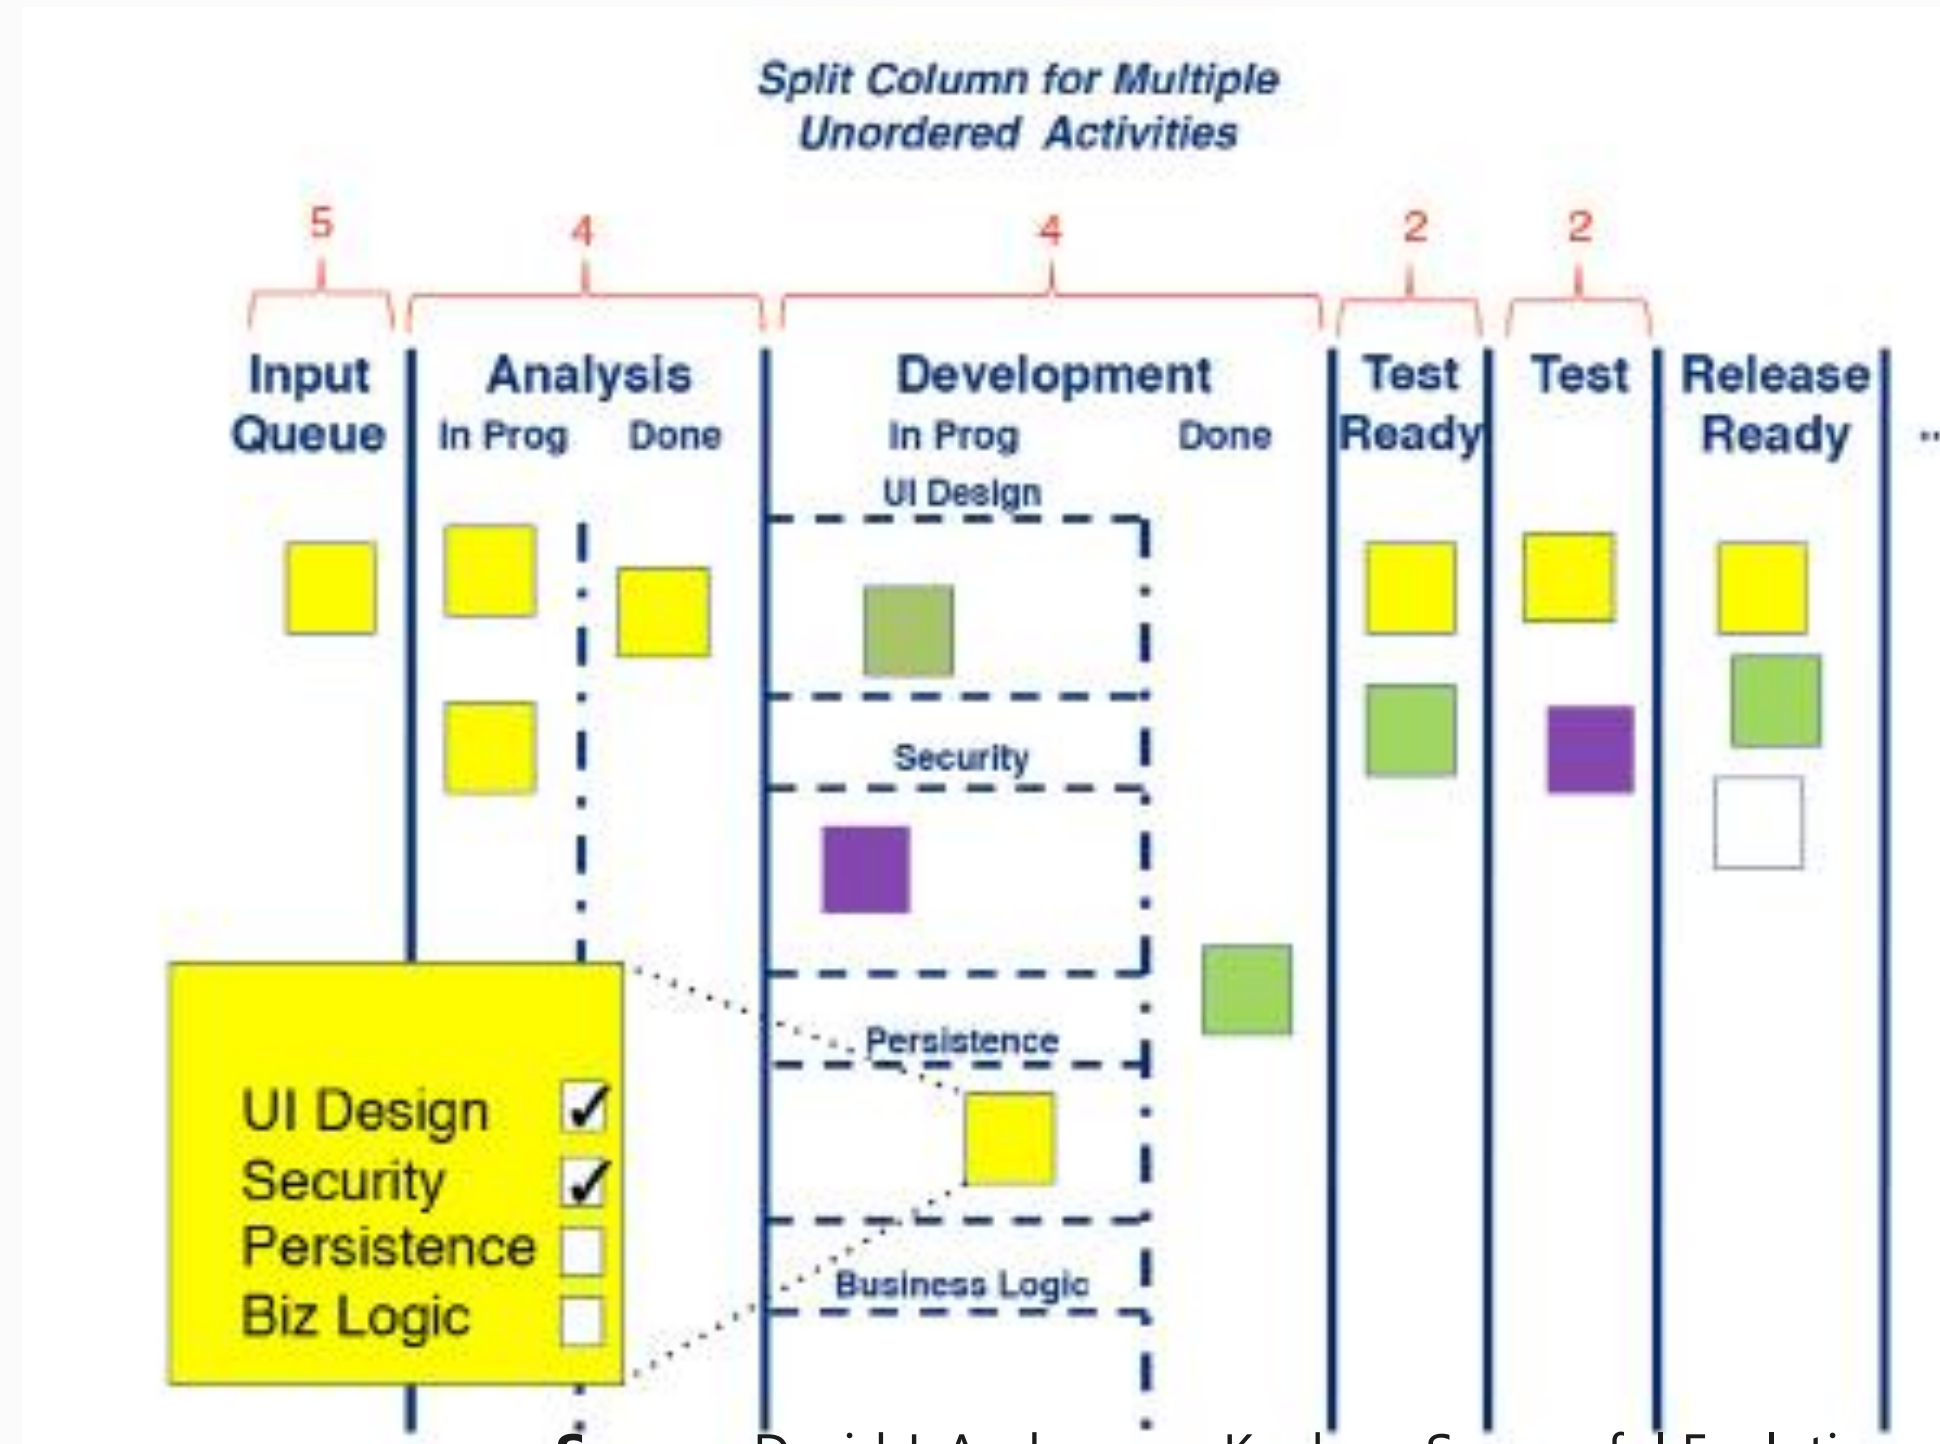 Split Column for Multiple
Unordered Activities
5 4 4 2 2
Input Analysis Development Test Test Release
Queue In Prog Done In Prog Done Ready Ready
UI Design
Security
Persistence
Business Logic
UI Design
Security
Persistence
Biz Logic